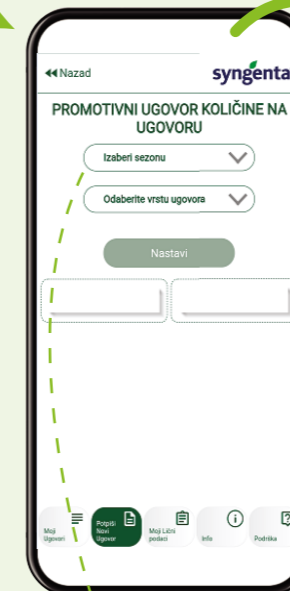 Nazad
syngenta
PROMOTIVNI UGOVOR KOLIČINE NA
UGOVORU
Izaberi sezonu
Odaberite vrstu ugovora
Nastavi
Moji
Ugovori
Potpiši
Novi
Ugovor
Moji Lični
podaci
Info
Podrška